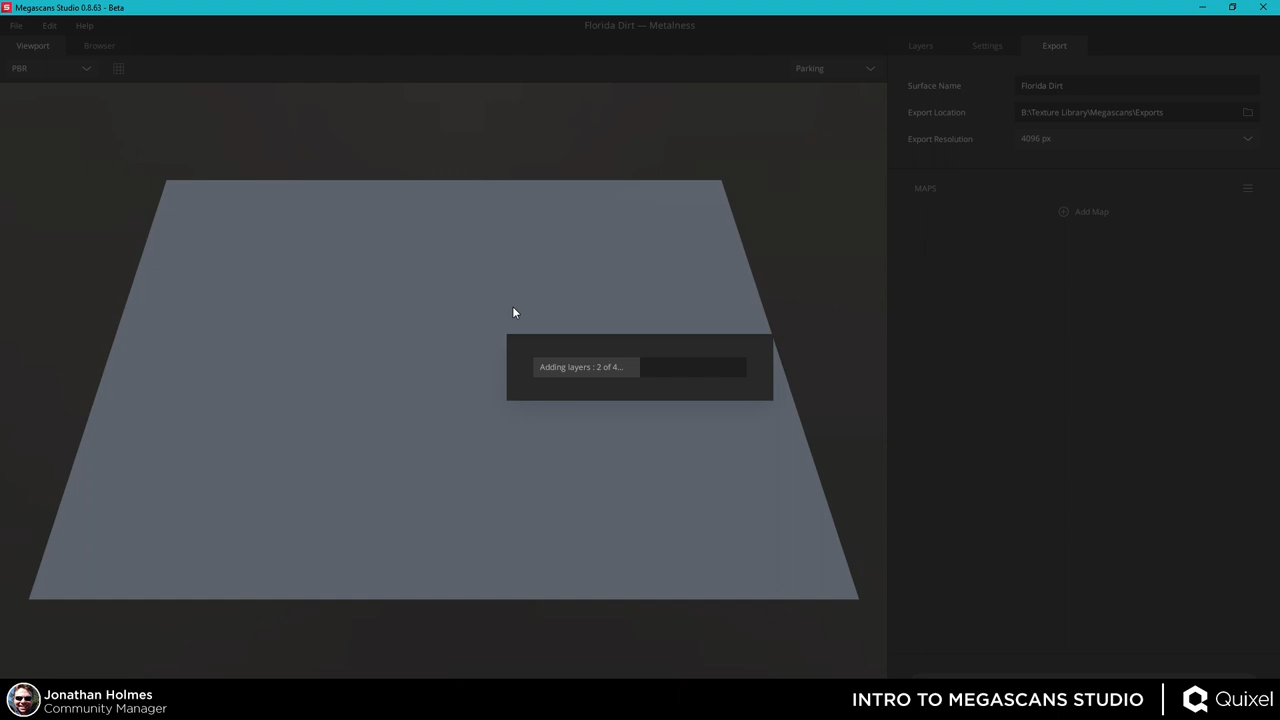 Megascans Studio 0.8.63 - Beta
File Edit Help
Florida Dirt — Metalness
Viewport Browser
Layers Settings Export
PBR
Parking
Surface Name Florida Dirt
Export Location B:\Texture Library\Megascans\Exports
Export Resolution 4096 px
MAPS
Add Map
Adding layers : 2 of 4...
Jonathan Holmes
Community Manager
INTRO TO MEGASCANS STUDIO
Quixel